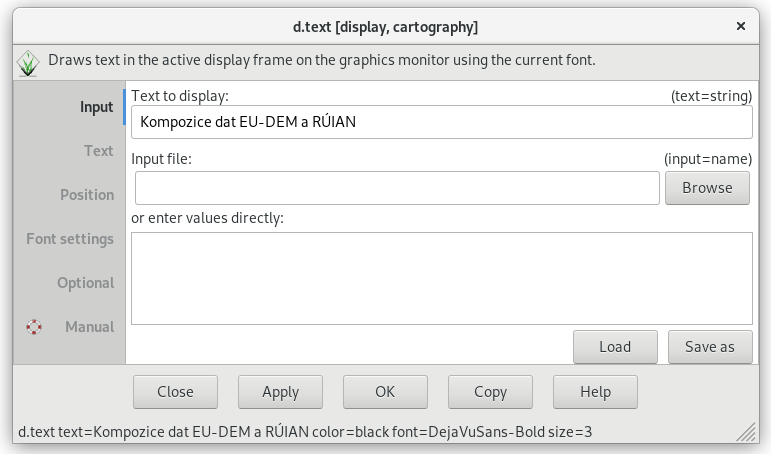 d.text [display, cartography]
Draws text in the active display frame on the graphics monitor using the current font.
Input
Text
Position
Font settings
Optional
Manual
Text to display: (text=string)
Kompozice dat EU-DEM a RÚIAN
Input file: (input=name)
Browse
or enter values directly:
Load Save as
Close Apply OK Copy Help
d.text text=Kompozice dat EU-DEM a RÚIAN color=black font=DejaVuSans-Bold size=3